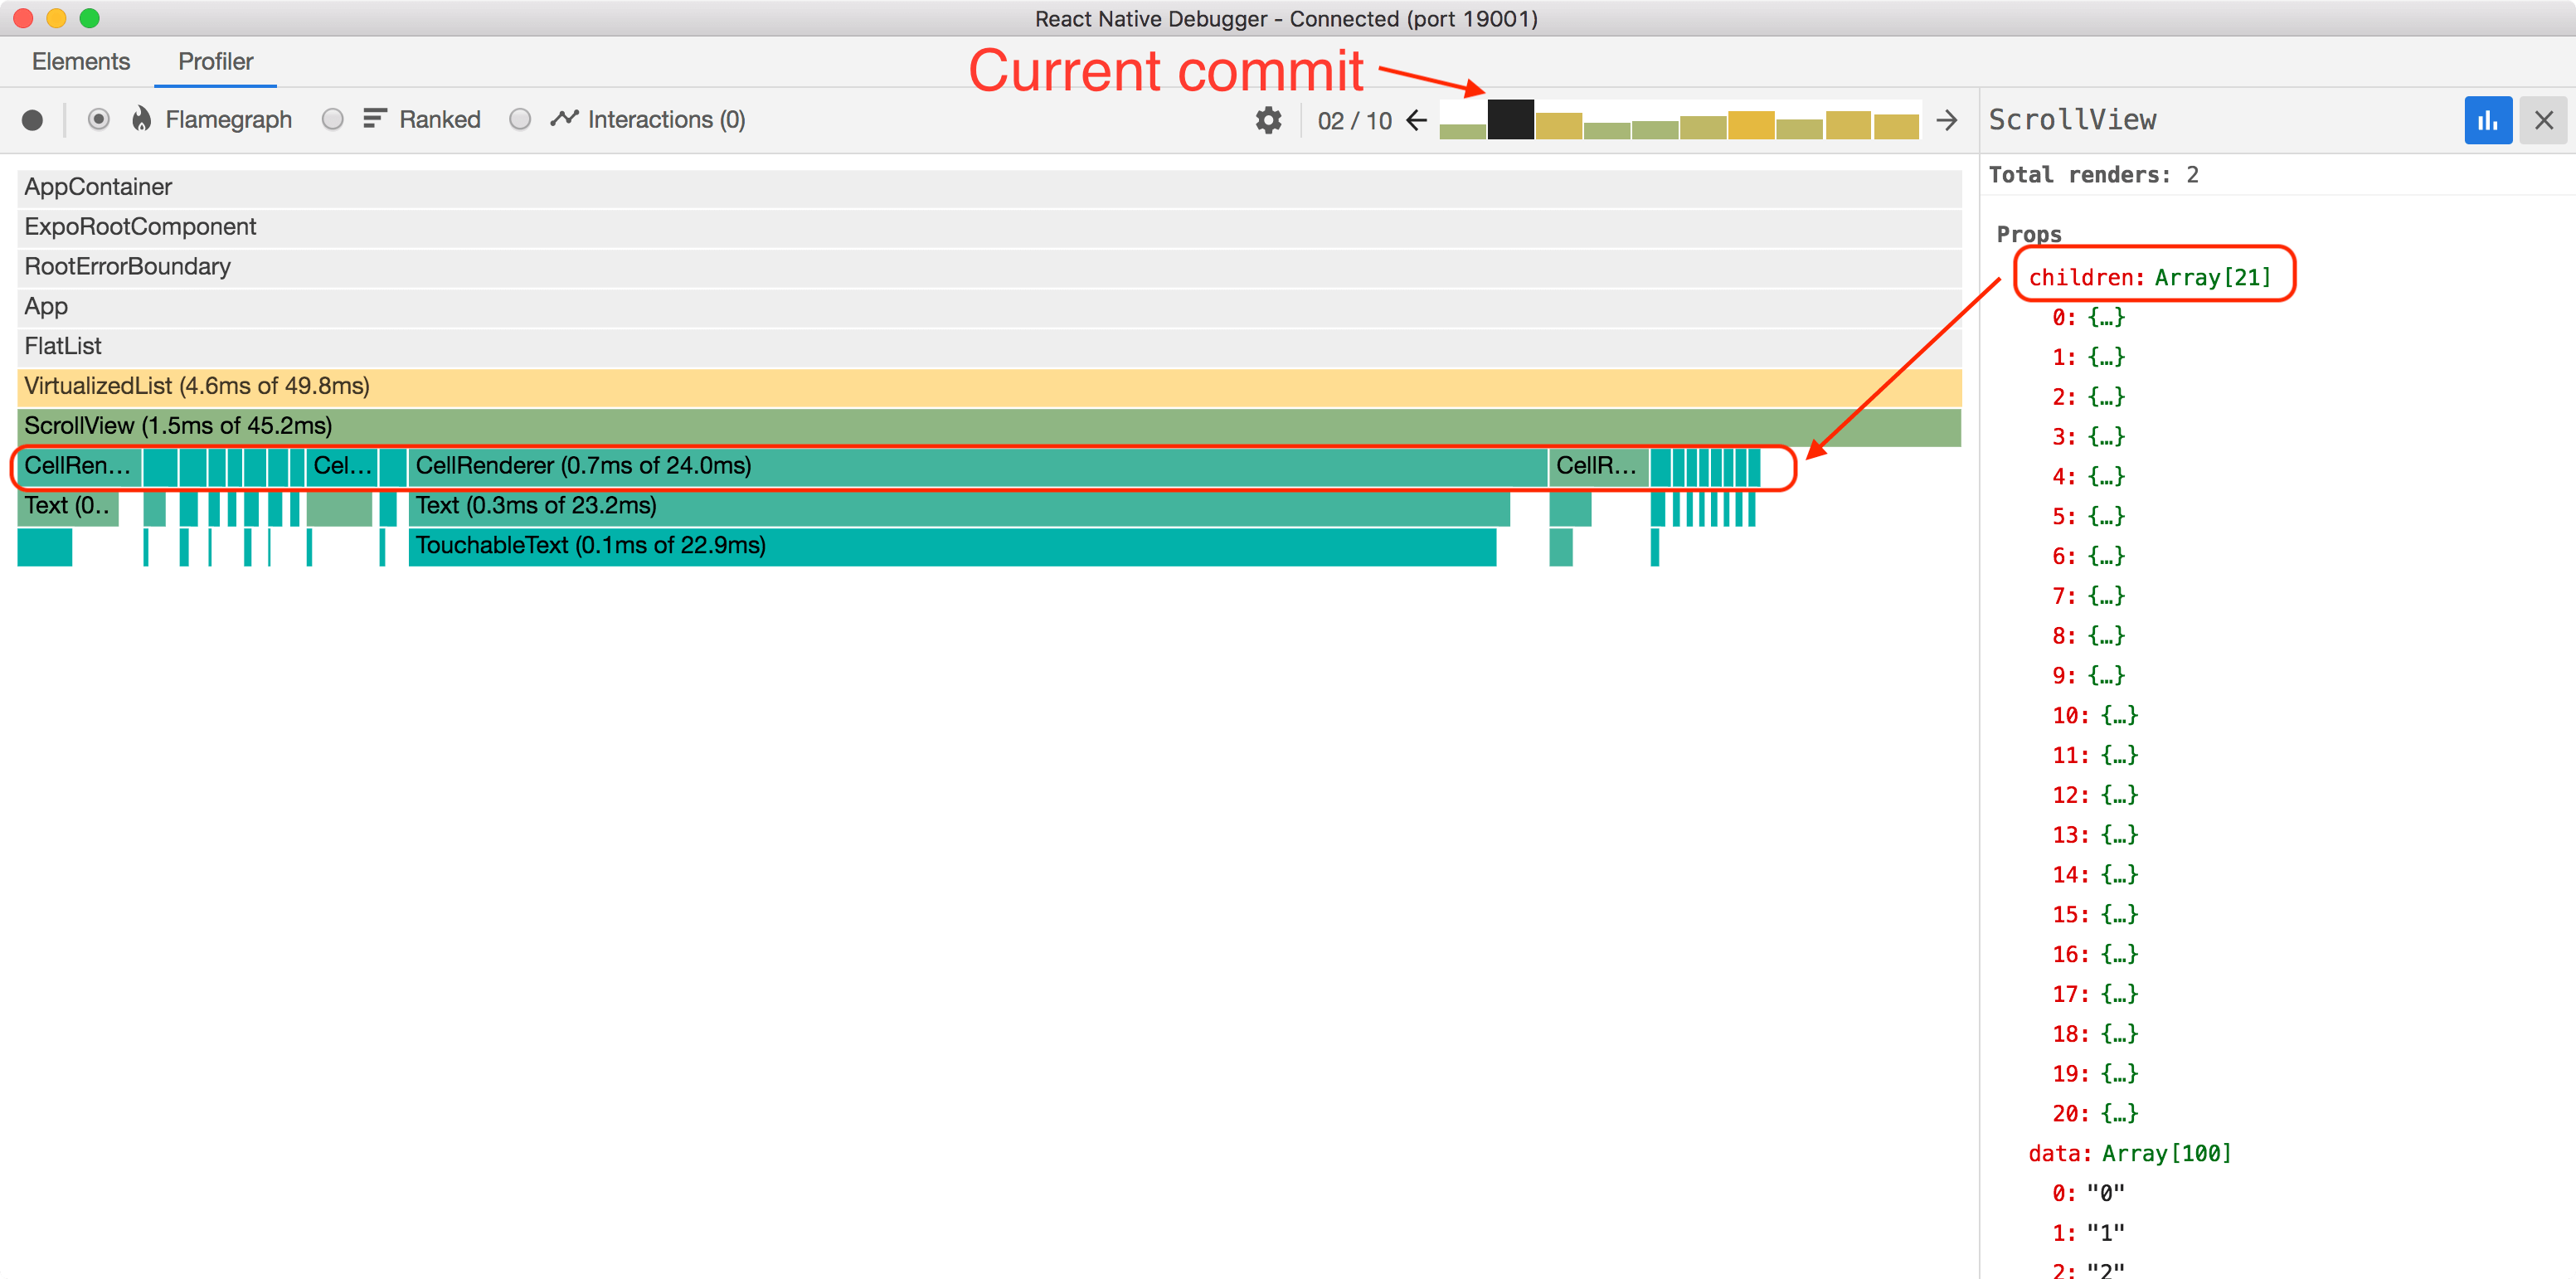 React Native Debugger - Connected (port 19001)
Elements Profiler
Current commit
Flamegraph Ranked Interactions (0) 02 / 10
AppContainer
ExpoRootComponent
RootErrorBoundary
App
FlatList
VirtualizedList (4.6ms of 49.8ms)
ScrollView (1.5ms of 45.2ms)
CellRen... Cel... CellRenderer (0.7ms of 24.0ms) CellR...
Text (0.. Text (0.3ms of 23.2ms)
TouchableText (0.1ms of 22.9ms)
ScrollView
Total renders: 2
Props
children: Array[21]
0: {…}
1: {…}
2: {…}
3: {…}
4: {…}
5: {…}
6: {…}
7: {…}
8: {…}
9: {…}
10: {…}
11: {…}
12: {…}
13: {…}
14: {…}
15: {…}
16: {…}
17: {…}
18: {…}
19: {…}
20: {…}
data: Array[100]
0: "0"
1: "1"
2: "2"